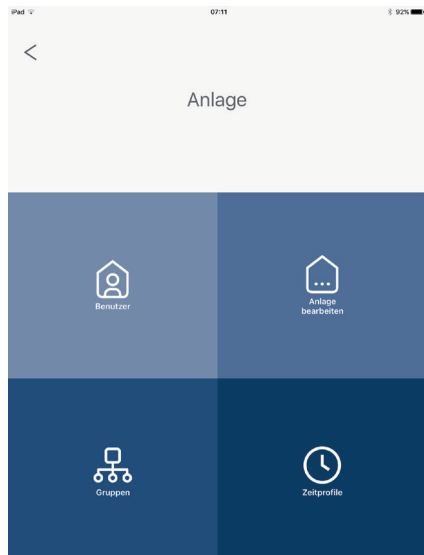 iPad 07:11 92%
Anlage
Benutzer
Anlage
bearbeiten
Gruppen
Zeitprofile